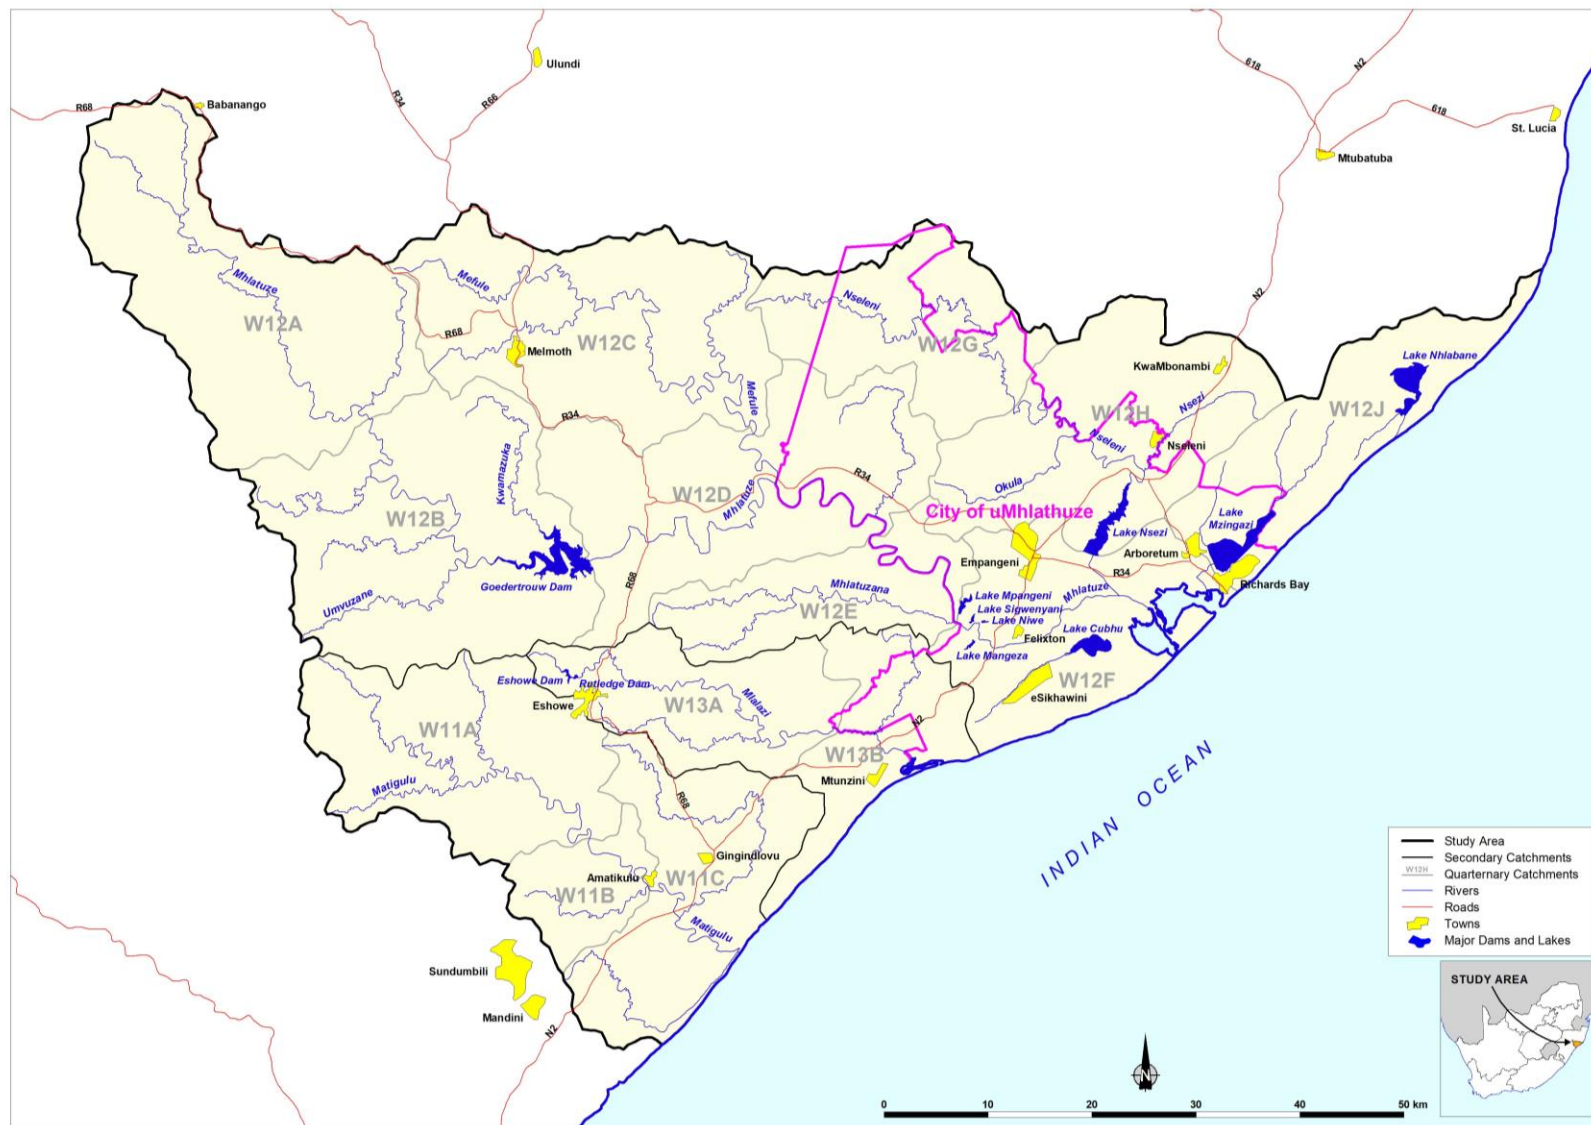 Ulundi
R68
Babanango
R34
R66
618
N2
618
St. Lucia
Mtubatuba
Mhlatuze
Mefule
Nseleni
N2
W12A
R68
W12C
W12G
Melmoth
KwaMbonambi
Lake Nhlabane
Mefule
R34
W12H
Nsezi
W12J
Nseleni
Nseleni
Kwamazuka
R34
W12D
Mhlatuze
Okula
W12B
City of uMhlathuze
Lake
Mzingazi
Lake Nsezi
Arboretum
Empangeni
R34
Goedertrouw Dam
R68
Richards Bay
Umvuzane
Mhlatuzana
W12E
Lake Mpangeni
Lake Sigwenyani
Lake Niwe
Mhlatuze
Felixton
Lake Cubhu
Lake Mangeza
Eshowe Dam
Rutledge Dam
W12F
eSikhawini
Eshowe
W13A
Mlalazi
W11A
N2
W13B
Mtunzini
Matigulu
R68
INDIAN OCEAN
Gingindlovu
Amatikulu
W11C
W11B
Matigulu
Sundumbili
Mandini
N2
Study Area
Secondary Catchments
W12H
Quarternary Catchments
Rivers
Roads
Towns
Major Dams and Lakes
STUDY AREA
N
0 10 20 30 40 50 km